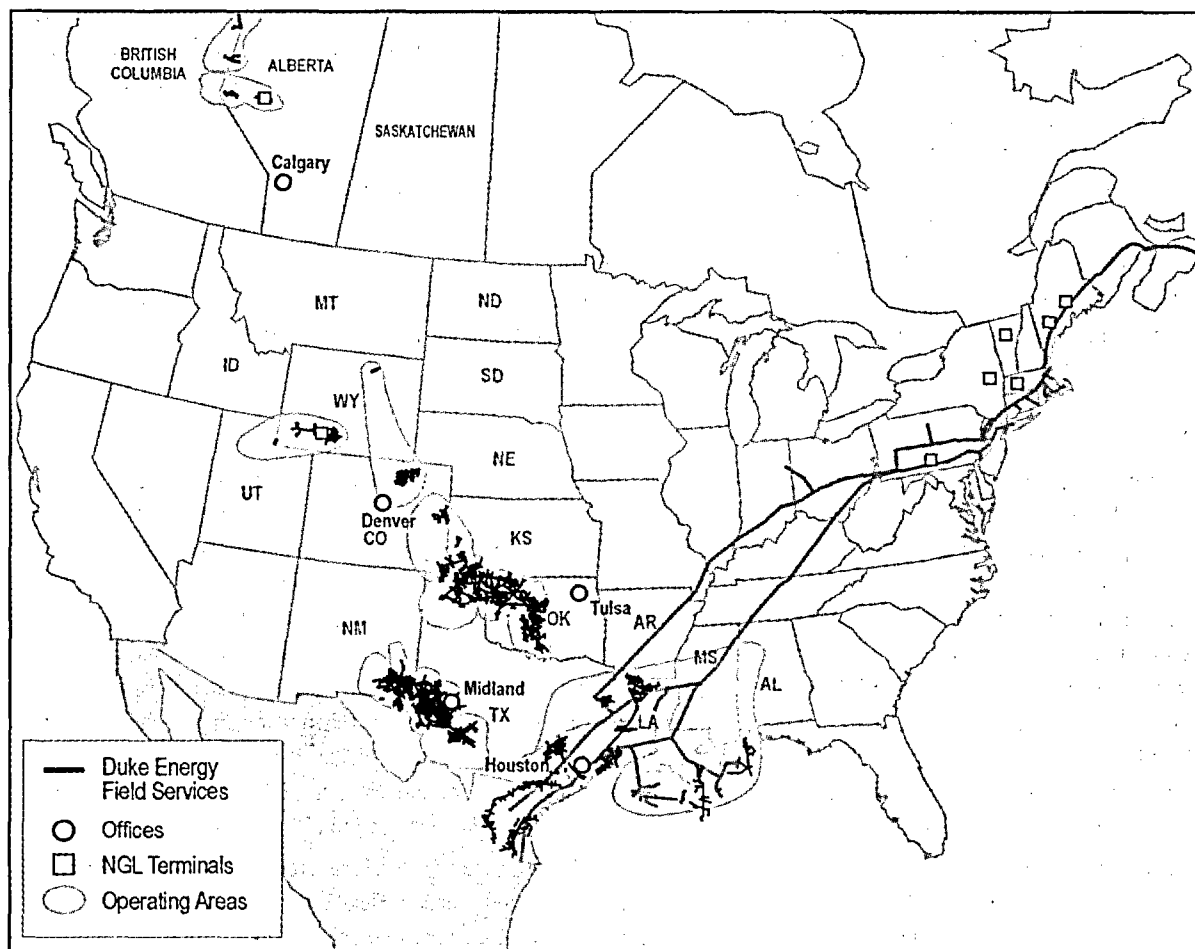 BRITISH
COLUMBIA
ALBERTA
SASKATCHEWAN
Calgary
MT
ND
ID
SD
WY
NE
UT
Denver
CO
KS
Tulsa
OK
AR
NM
MS
AL
Midland
TX
LA
Houston
Duke Energy
Field Services
Offices
NGL Terminals
Operating Areas